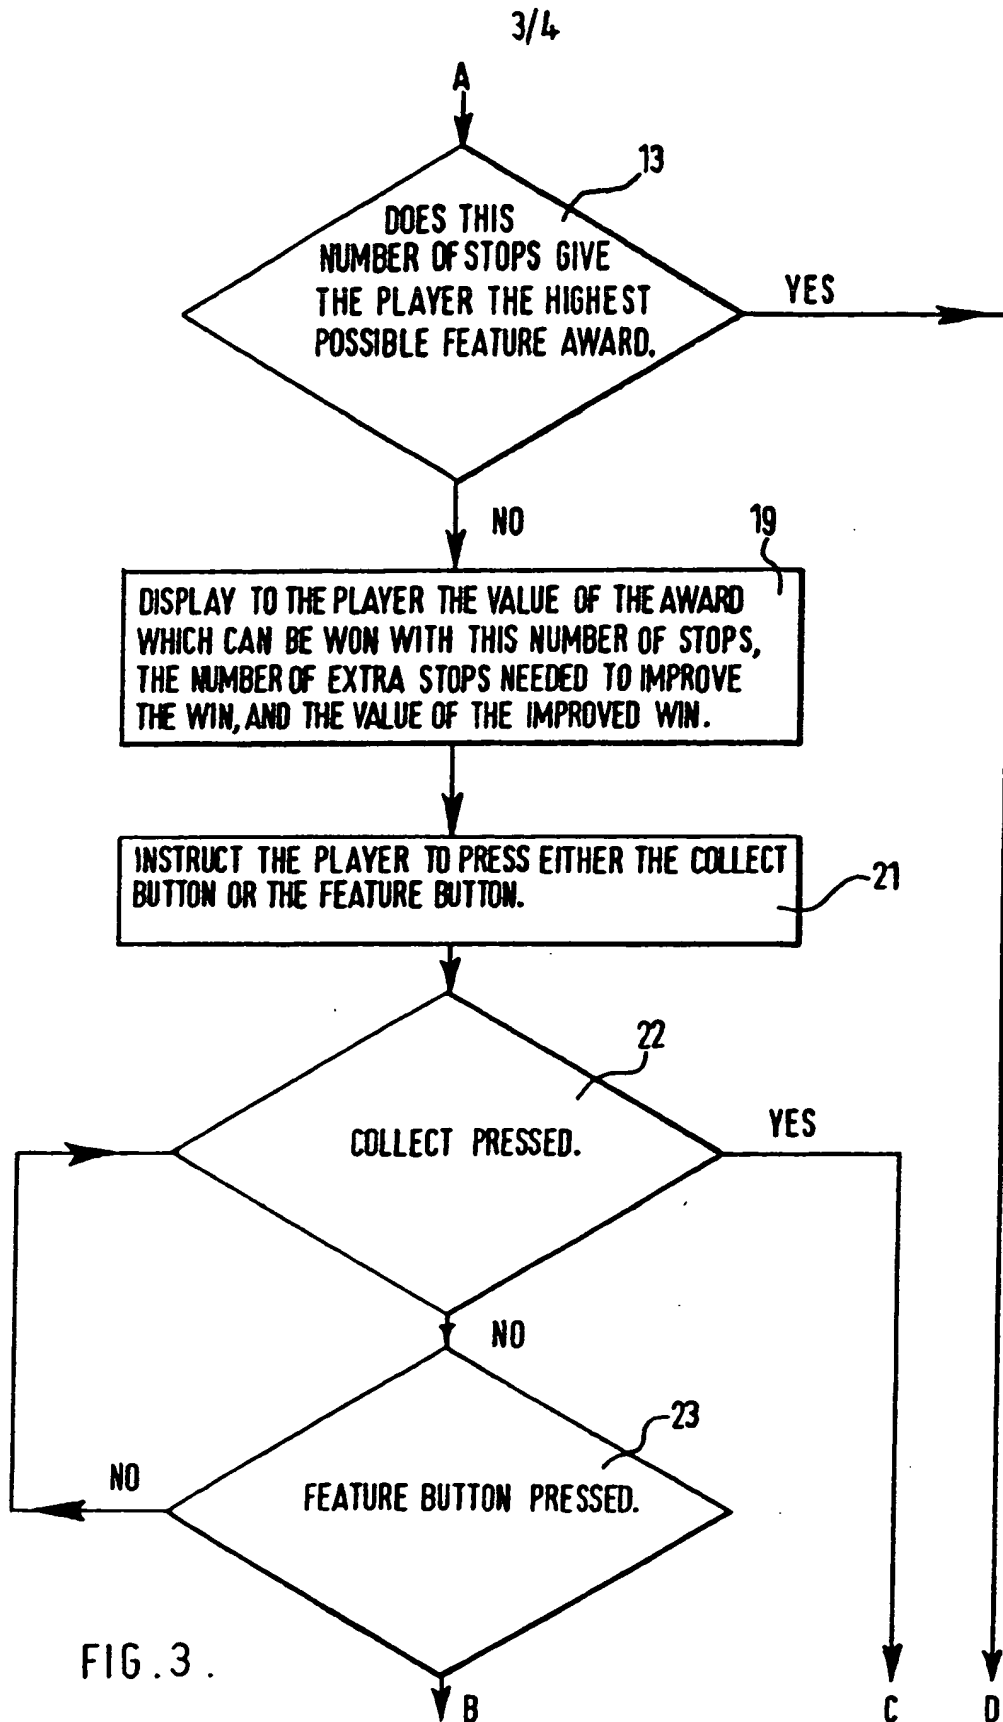 3/4
A
13
DOES THIS
NUMBER OF STOPS GIVE
THE PLAYER THE HIGHEST
POSSIBLE FEATURE AWARD.
YES
NO
19
DISPLAY TO THE PLAYER THE VALUE OF THE AWARD
WHICH CAN BE WON WITH THIS NUMBER OF STOPS,
THE NUMBER OF EXTRA STOPS NEEDED TO IMPROVE
THE WIN, AND THE VALUE OF THE IMPROVED WIN.
INSTRUCT THE PLAYER TO PRESS EITHER THE COLLECT
BUTTON OR THE FEATURE BUTTON.
21
22
COLLECT PRESSED.
YES
NO
23
FEATURE BUTTON PRESSED.
NO
FIG.3.
B
C
D